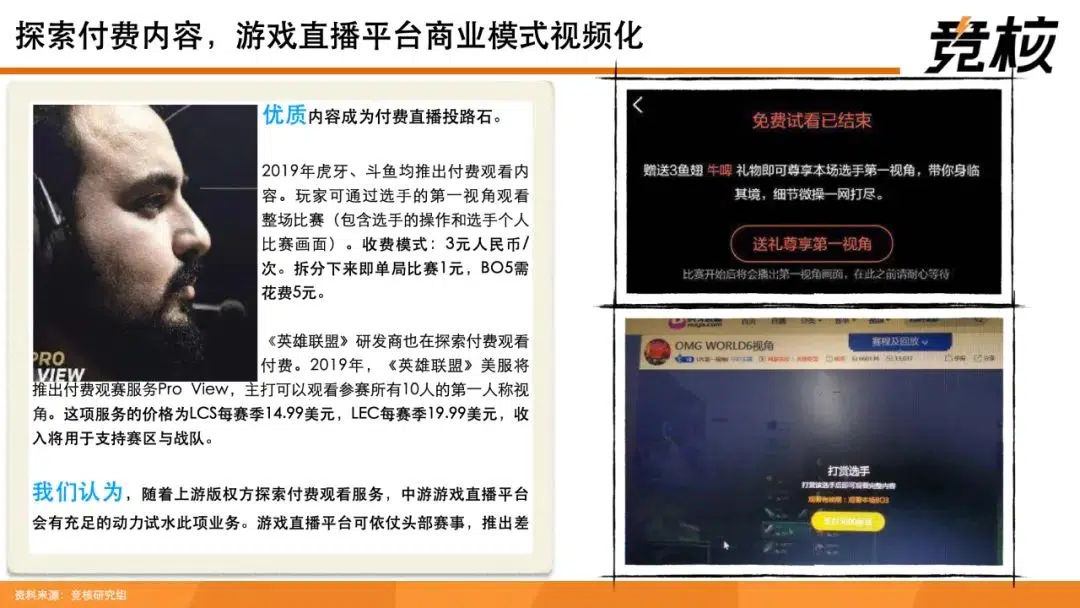 探索付费内容，游戏直播平台商业模式视频化
竞核
优质内容成为付费直播投路石。
2019年虎牙、斗鱼均推出付费观看内
容。玩家可通过选手的第一视角观看
整场比赛（包含选手的操作和选手个人
比赛画面）。收费模式：3元人民币/
次。拆分下来即单局比赛1元，BO5需
花费5元。
《英雄联盟》研发商也在探索付费观看
付费。2019年，《英雄联盟》美服将
推出付费观赛服务Pro View，主打可以观看参赛所有10人的第一人称视
角。这项服务的价格为LCS每赛季14.99美元，LEC每赛季19.99美元，收
入将用于支持赛区与战队。
PRO
VIEW
我们认为，随着上游版权方探索付费观看服务，中游游戏直播平台
会有充足的动力试水此项业务。游戏直播平台可依仗头部赛事，推出差
免费试看已结束
赠送3鱼翅 牛啤 礼物即可尊享本场选手第一视角，带你身临
其境，细节微操一网打尽。
送礼尊享第一视角
比赛开始后将会播出第一视角画面，在此之前请耐心等待
OMG WORLD6视角
赛程及回放
打赏选手
打赏该选手后即可观看完整内容
资料来源：竞核研究组